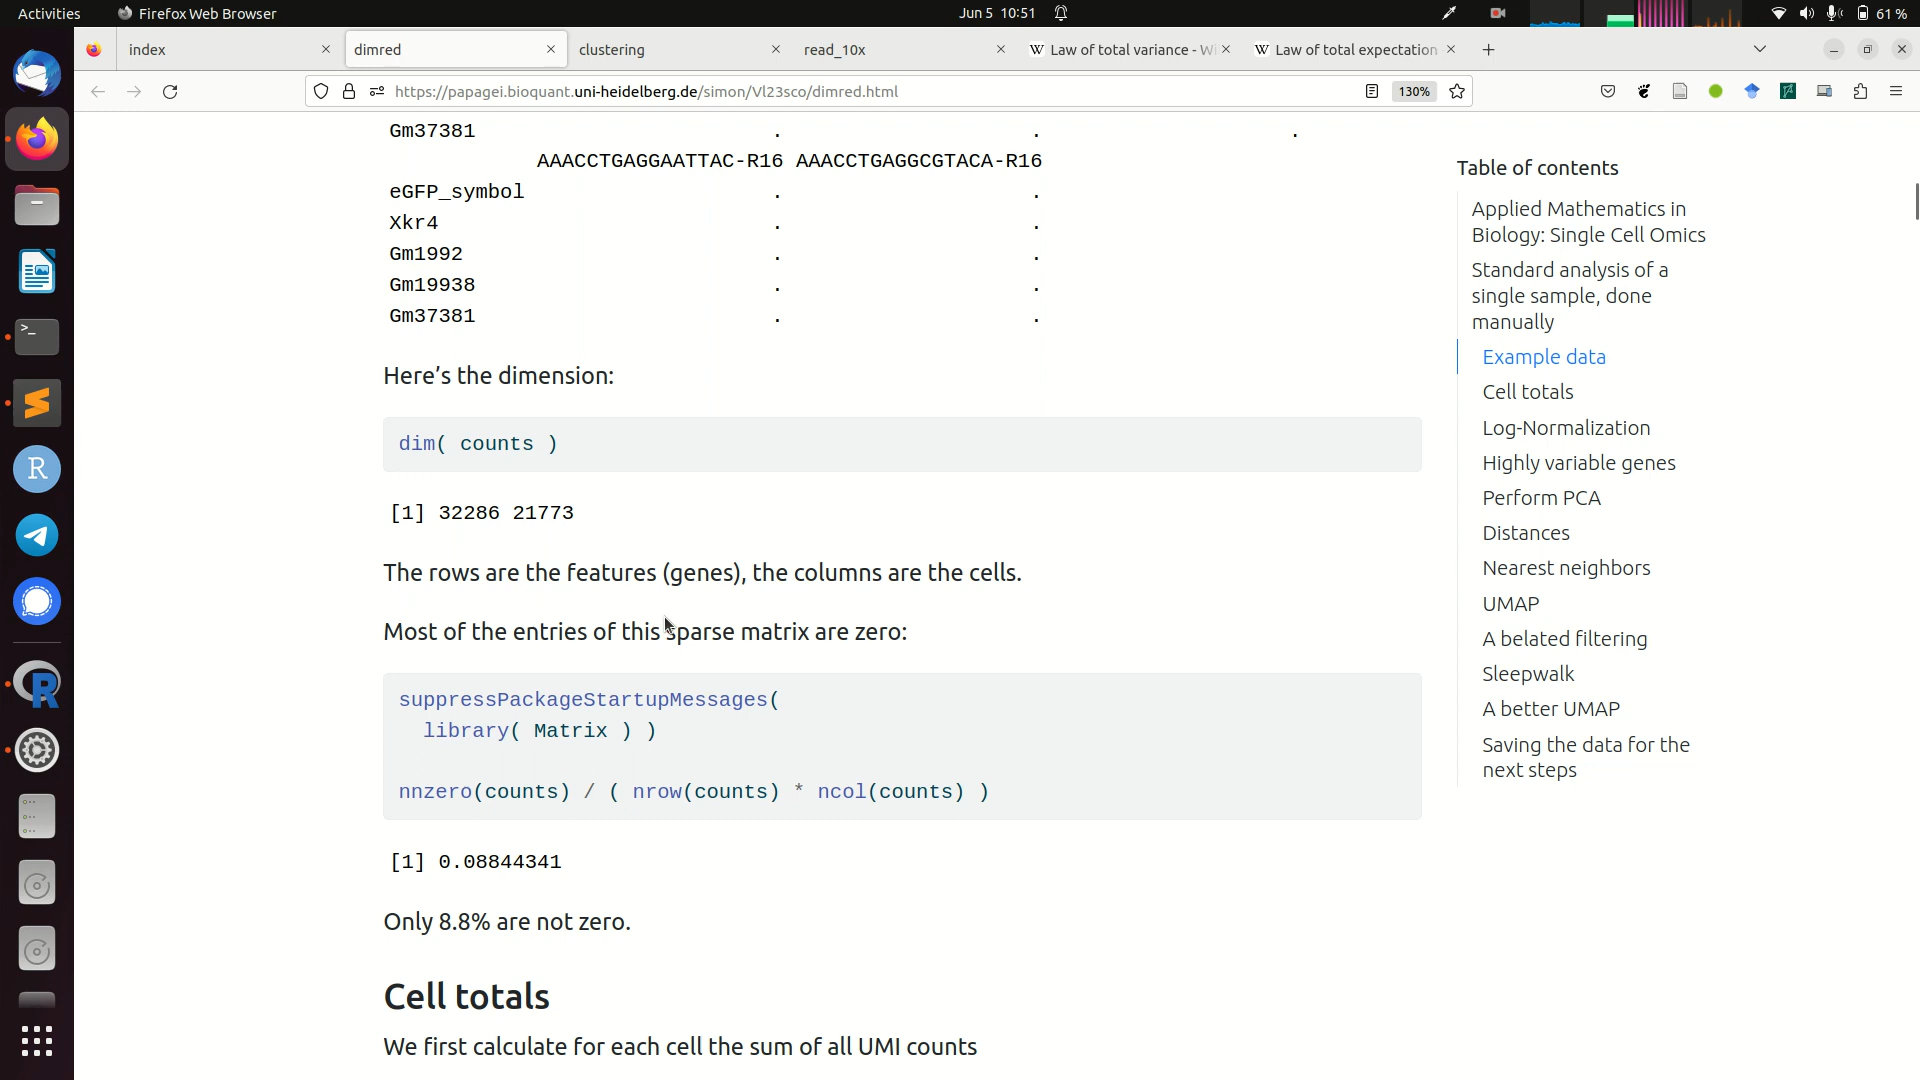 Activities
Firefox Web Browser
Jun 5 10:51
61 %
index
dimred
clustering
read_10x
Law of total variance - Wi
Law of total expectation
https://papagei.bioquant.uni-heidelberg.de/simon/Vl23sco/dimred.html
130%
Gm37381 . . .
AAACCTGAGGAATTAC-R16 AAACCTGAGGCGTACA-R16
eGFP_symbol . .
Xkr4 . .
Gm1992 . .
Gm19938 . .
Gm37381 . .
Here’s the dimension:
dim( counts )
[1] 32286 21773
The rows are the features (genes), the columns are the cells.
Most of the entries of this sparse matrix are zero:
suppressPackageStartupMessages(
library( Matrix ) )
nnzero(counts) / ( nrow(counts) * ncol(counts) )
[1] 0.08844341
Only 8.8% are not zero.
Cell totals
We first calculate for each cell the sum of all UMI counts
Table of contents
Applied Mathematics in
Biology: Single Cell Omics
Standard analysis of a
single sample, done
manually
Example data
Cell totals
Log-Normalization
Highly variable genes
Perform PCA
Distances
Nearest neighbors
UMAP
A belated filtering
Sleepwalk
A better UMAP
Saving the data for the
next steps